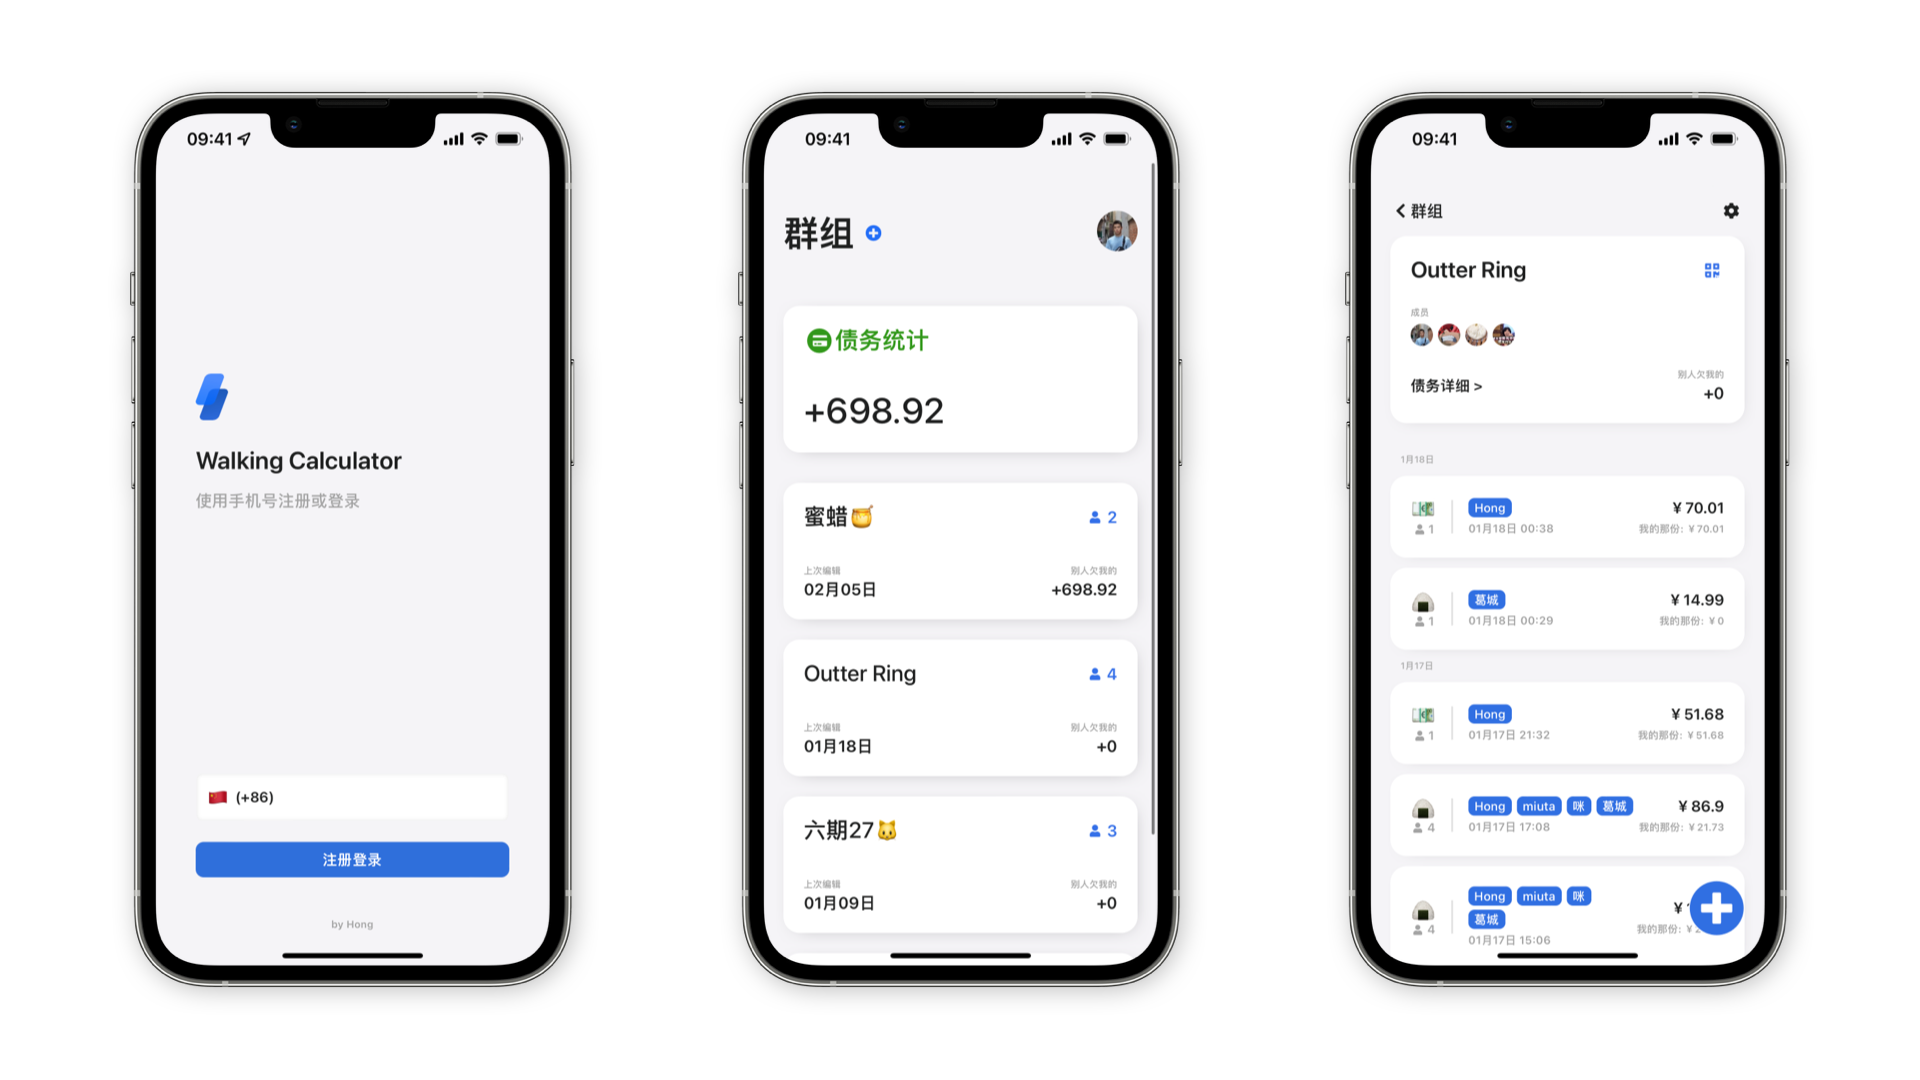 09:41
Walking Calculator
使用手机号注册或登录
(+86)
注册登录
by Hong
09:41
群组
债务统计
+698.92
蜜蜡🍯
2
上次编辑
别人欠我的
02月05日
+698.92
Outter Ring
4
上次编辑
别人欠我的
01月18日
+0
六期27🐱
3
上次编辑
别人欠我的
01月09日
+0
09:41
群组
Outter Ring
成员
别人欠我的
债务详细 >
+0
1月18日
Hong
¥ 70.01
1
01月18日 00:38
我的那份: ¥ 70.01
葛城
¥ 14.99
1
01月18日 00:29
我的那份: ¥ 0
1月17日
Hong
¥ 51.68
1
01月17日 21:32
我的那份: ¥ 51.68
Hong miuta 咪 葛城
¥ 86.9
4
01月17日 17:08
我的那份: ¥ 21.73
Hong miuta 咪
葛城
¥
4
01月17日 15:06
我的那份: ¥